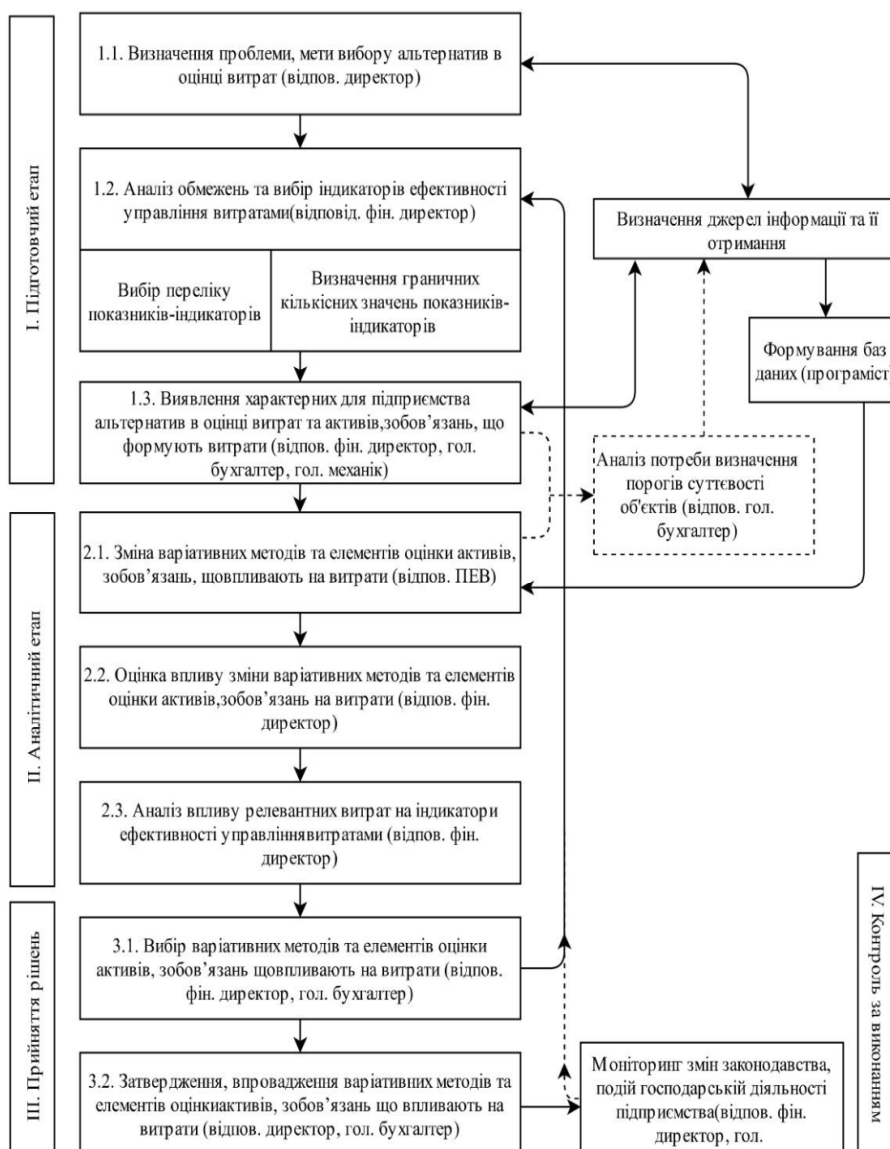 І. Підготовчий етап
1.1. Визначення проблеми, мети вибору альтернатив в
оцінці витрат (відпов. директор)
1.2. Аналіз обмежень та вибір індикаторів ефективності
управління витратами(відповід. фін. директор)
Вибір переліку
показників-індикаторів
Визначення граничних
кількісних значень показників-
індикаторів
1.3. Виявлення характерних для підприємства
альтернатив в оцінці витрат та активів,зобов’язань, що
формують витрати (відпов. фін. директор, гол.
бухгалтер, гол. механік)
Визначення джерел інформації та її
отримання
Формування баз
даних (програміст)
Аналіз потреби визначення
порогів суттєвості
об'єктів (відпов. гол.
бухгалтер)
ІІ. Аналітичний етап
2.1. Зміна варіативних методів та елементів оцінки активів,
зобов’язань, щовпливають на витрати (відпов. ПЕВ)
2.2. Оцінка впливу зміни варіативних методів та елементів
оцінки активів,зобов’язань на витрати (відпов. фін.
директор)
2.3. Аналіз впливу релевантних витрат на індикатори
ефективності управліннявитратами (відпов. фін.
директор)
ІІІ. Прийняття рішень
3.1. Вибір варіативних методів та елементів оцінки
активів, зобов’язань щовпливають на витрати (відпов.
фін. директор, гол. бухгалтер)
3.2. Затвердження, впровадження варіативних методів та
елементів оцінкиактивів, зобов’язань що впливають на
витрати (відпов. директор, гол. бухгалтер)
Моніторинг змін законодавства,
подій господарській діяльності
підприємства(відпов. фін.
директор, гол.
IV. Контроль за виконанням